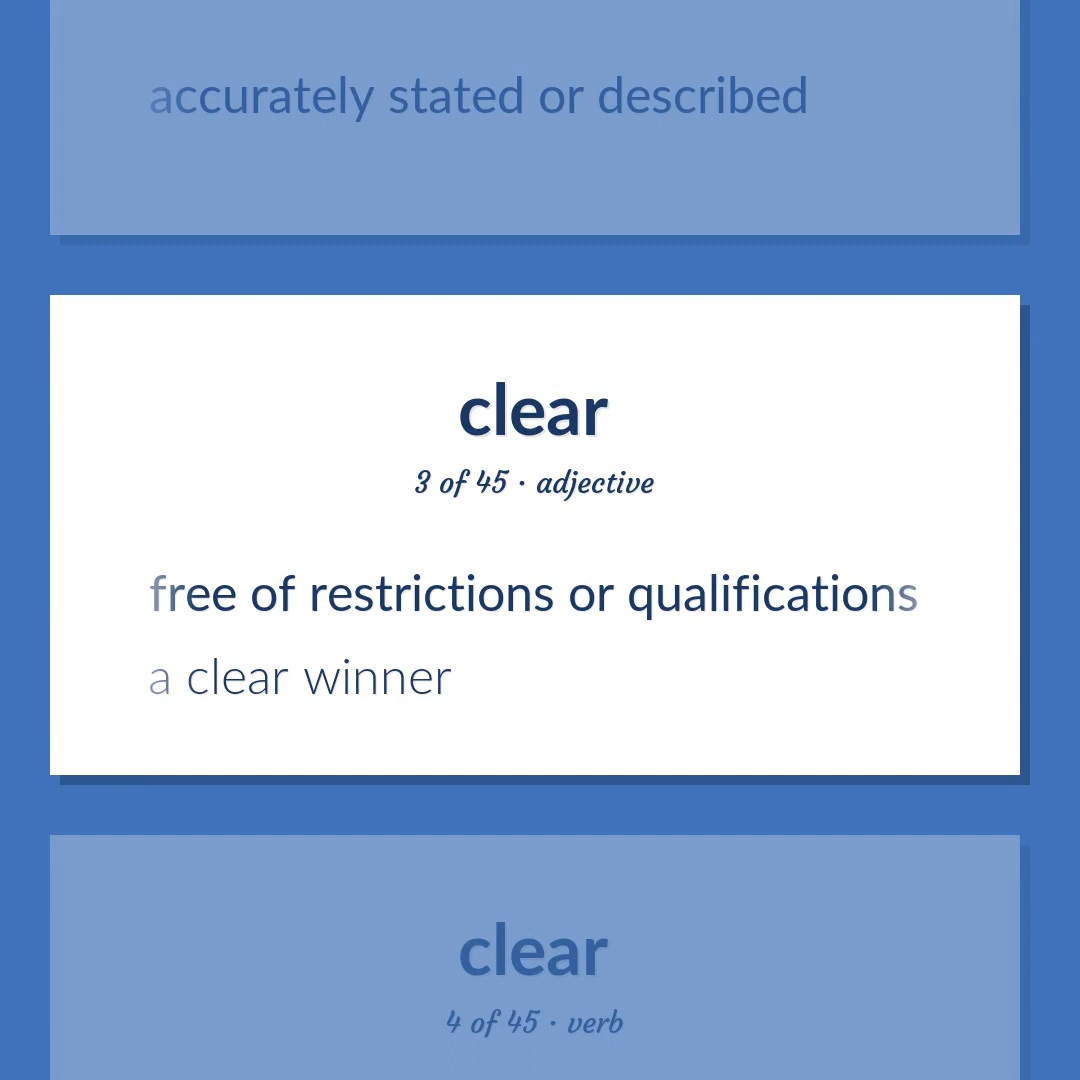 accurately stated or described
clear
3 of 45 · adjective
free of restrictions or qualifications
a clear winner
clear
4 of 45 · verb